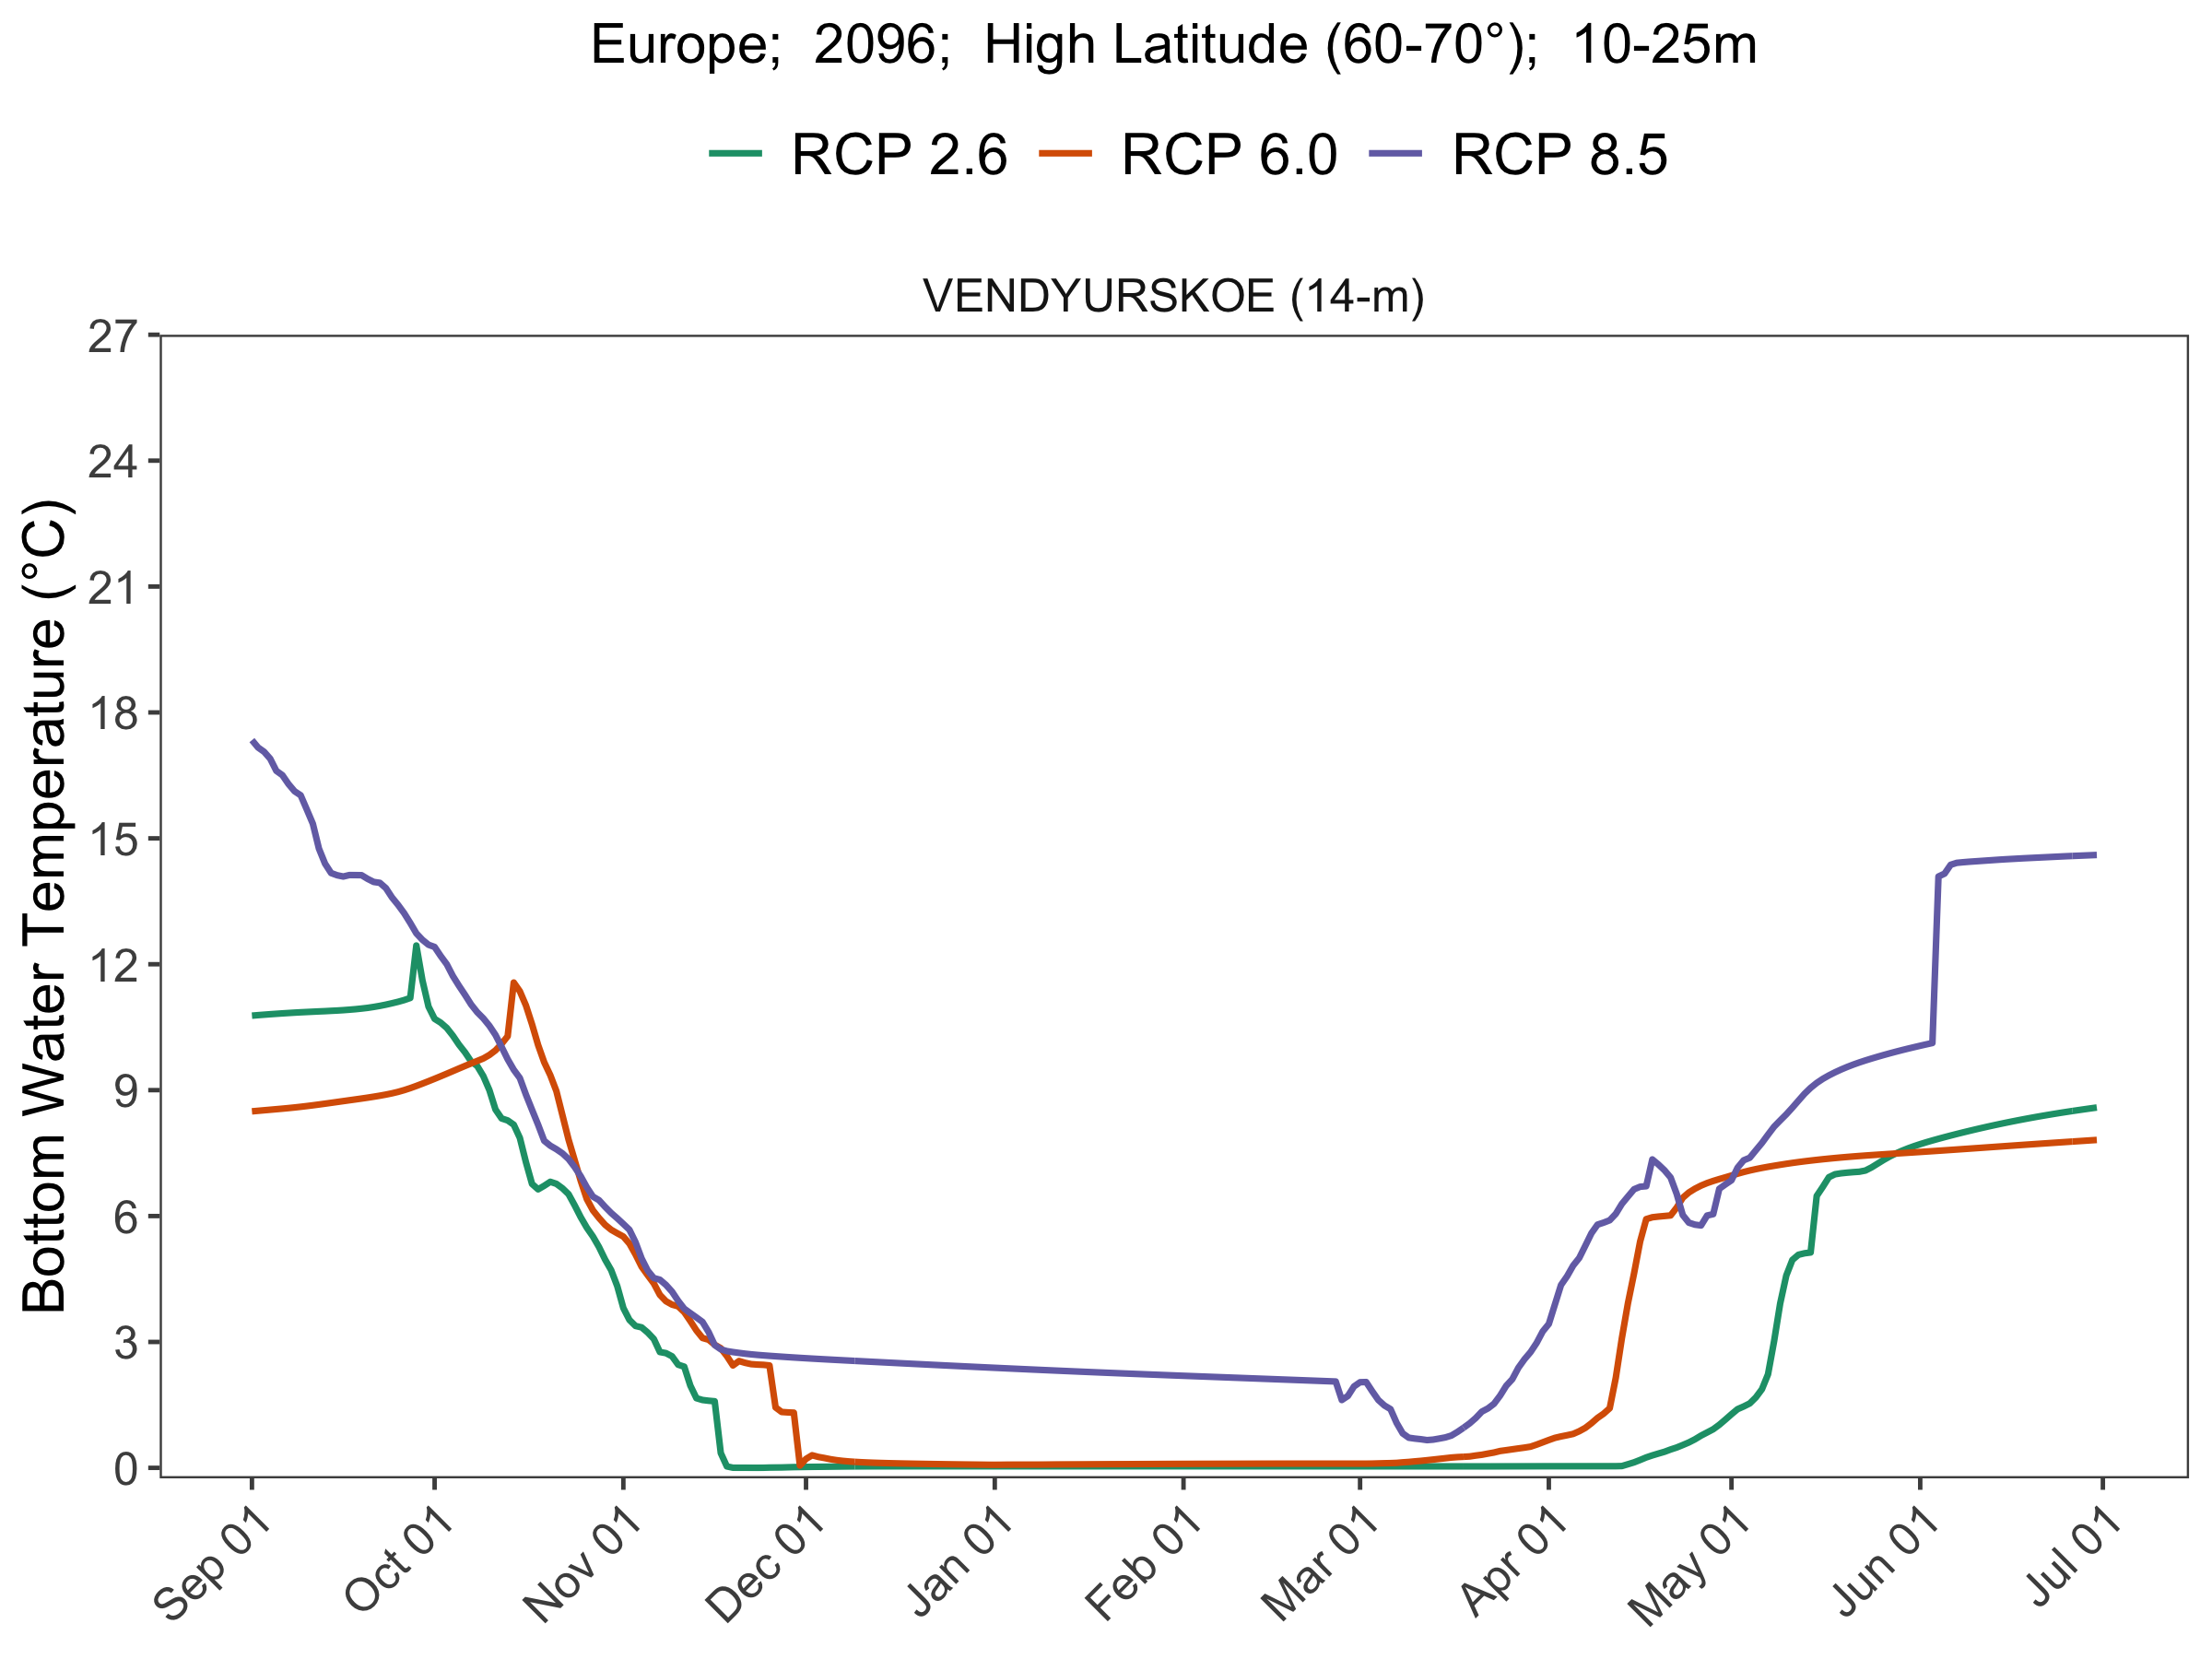 Europe;  2096;  High Latitude (60-70°);  10-25m
RCP 2.6 RCP 6.0 RCP 8.5
VENDYURSKOE (14-m)
Bottom Water Temperature (°C)
27
24
21
18
15
12
9
6
3
0
Sep 01 Oct 01 Nov 01 Dec 01 Jan 01 Feb 01 Mar 01 Apr 01 May 01 Jun 01 Jul 01